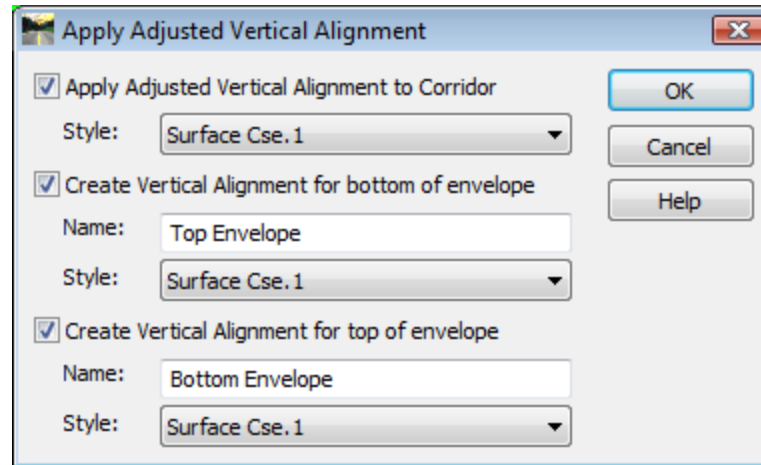 Apply Adjusted Vertical Alignment
Apply Adjusted Vertical Alignment to Corridor
OK
Style: Surface Cse.1
Cancel
Create Vertical Alignment for bottom of envelope
Help
Name: Top Envelope
Style: Surface Cse.1
Create Vertical Alignment for top of envelope
Name: Bottom Envelope
Style: Surface Cse.1